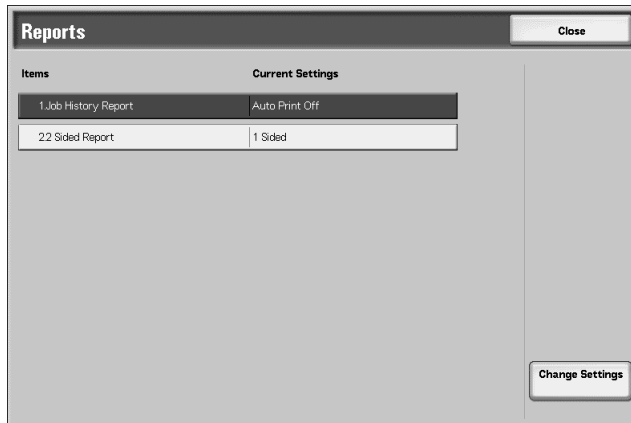 Reports
Close
Items Current Settings
1.Job History Report Auto Print Off
2.2 Sided Report 1 Sided
Change Settings